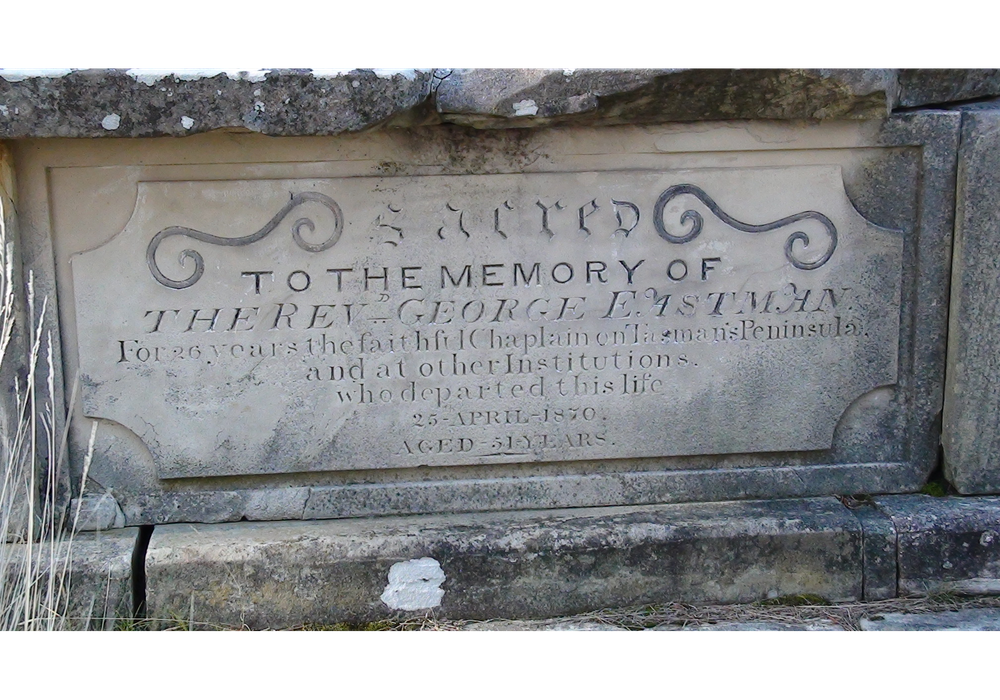 Sacred
TO THE MEMORY OF
THE REVD. GEORGE EASTMAN.
For 26 years the faithful Chaplain on Tasman's Peninsula.
and at other Institutions.
who departed this life
25-APRIL-1870.
AGED-51-YEARS.